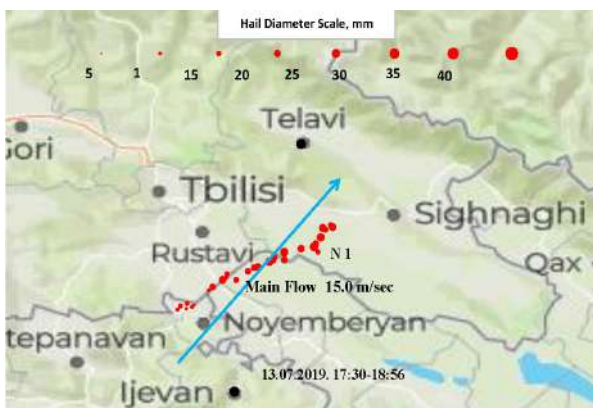 Hail Diameter Scale, mm
5 1 15 20 25 30 35 40
Telavi
Gori
Tbilisi
Sighnaghi
Rustavi
N 1
Qax
Main Flow 15.0 m/sec
Noyemberyan
tepanavan
13.07.2019. 17:30-18:56
Ijevan